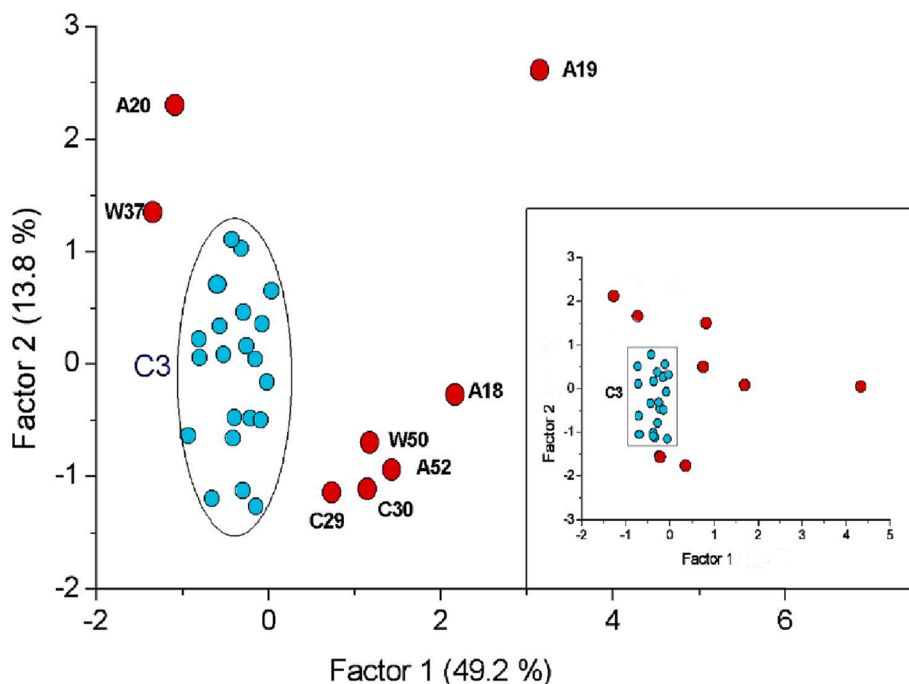 3
2
1
0
-1
-2
Factor 2 (13.8 %)
A20
A19
W37
C3
A18
W50
A52
C30
C29
-2
0
2
4
6
Factor 1 (49.2 %)
3
2
1
0
-1
-2
-3
Factor 2
C3
-2
-1
0
1
2
3
4
5
Factor 1